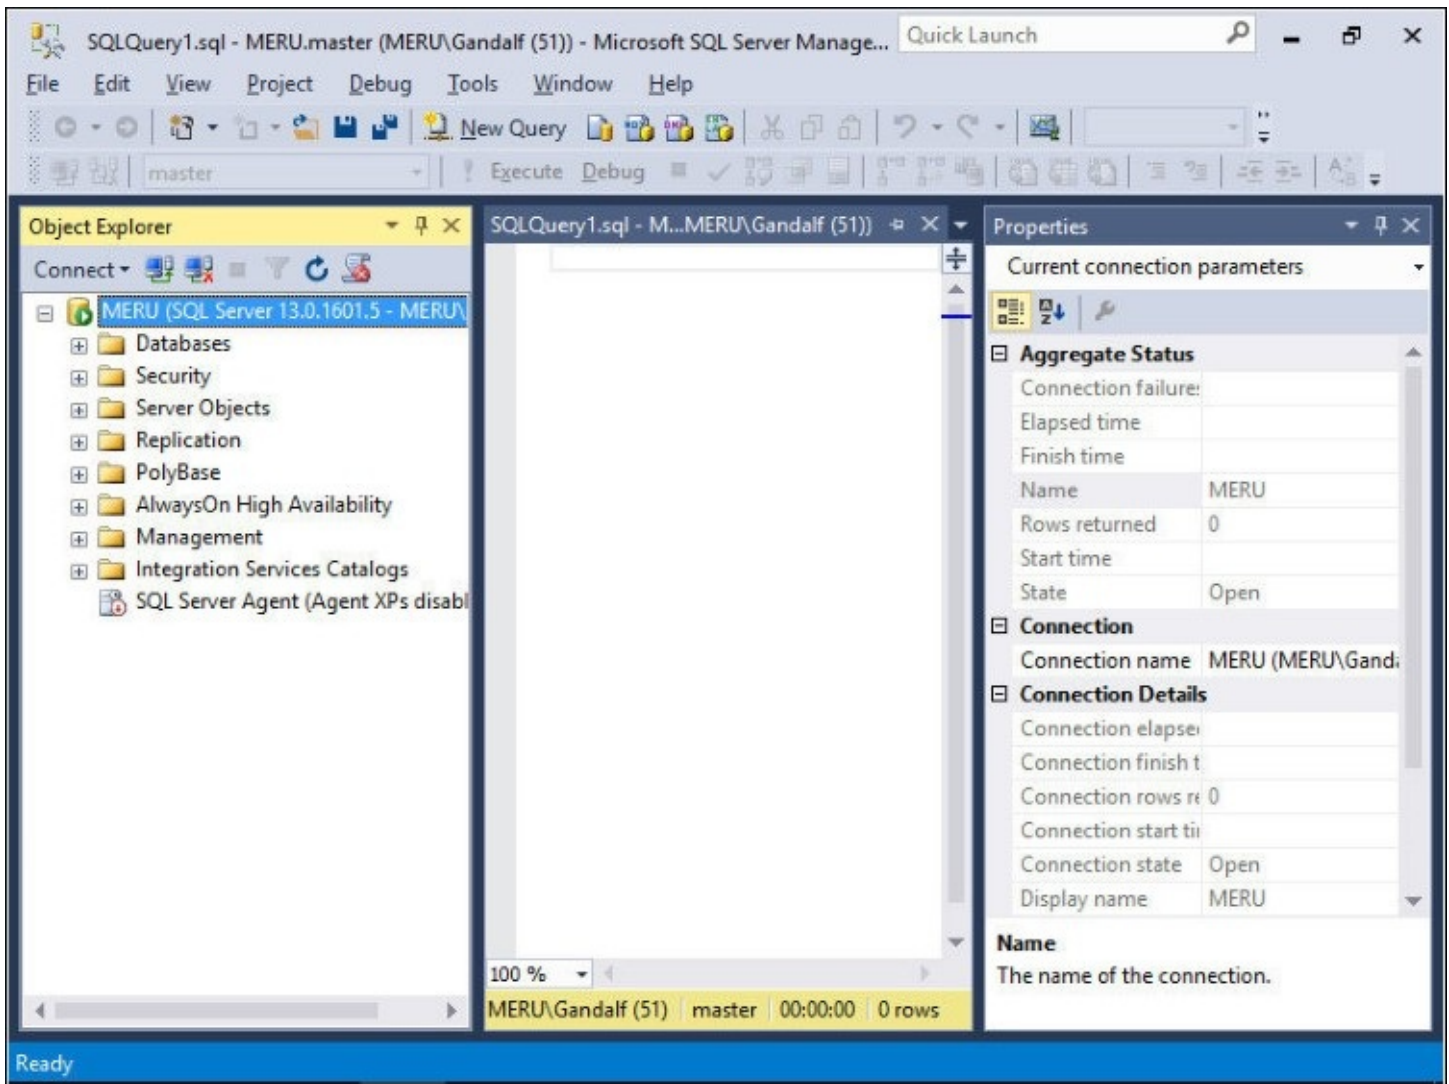 SQLQuery1.sql - MERU.master (MERU\Gandalf (51)) - Microsoft SQL Server Manage...
Quick Launch
File Edit View Project Debug Tools Window Help
New Query
master
Execute Debug
Object Explorer
Connect
MERU (SQL Server 13.0.1601.5 - MERU\
Databases
Security
Server Objects
Replication
PolyBase
AlwaysOn High Availability
Management
Integration Services Catalogs
SQL Server Agent (Agent XPs disabl
SQLQuery1.sql - M...MERU\Gandalf (51))
100 %
MERU\Gandalf (51) master 00:00:00 0 rows
Properties
Current connection parameters
Aggregate Status
Connection failures
Elapsed time
Finish time
Name MERU
Rows returned 0
Start time
State Open
Connection
Connection name MERU (MERU\Ganda
Connection Details
Connection elapse
Connection finish t
Connection rows re 0
Connection start ti
Connection state Open
Display name MERU
Name
The name of the connection.
Ready